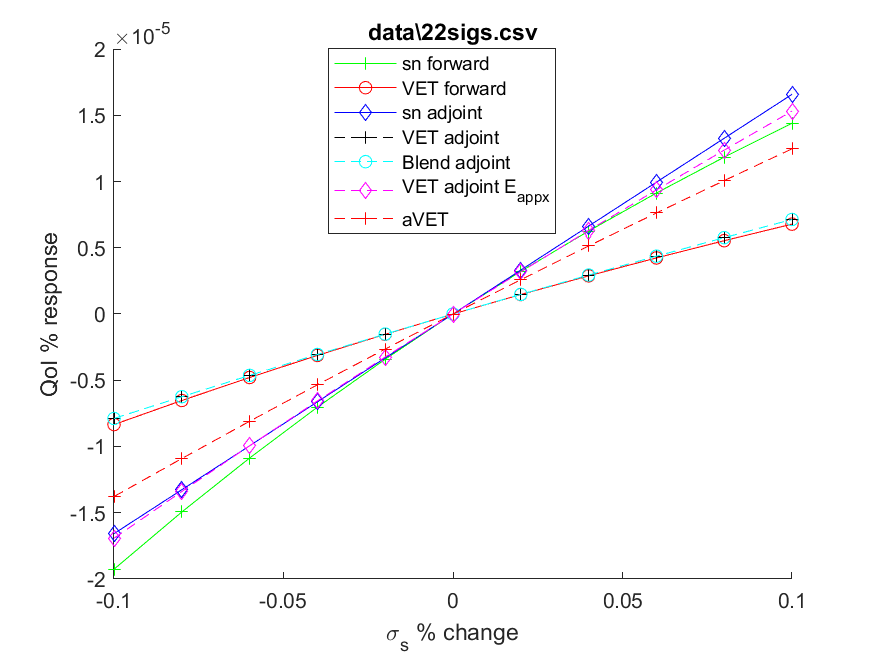 data\22sigs.csv
×10-5
sn forward
VET forward
sn adjoint
VET adjoint
Blend adjoint
VET adjoint Eappx
aVET
2
1.5
1
0.5
0
-0.5
-1
-1.5
-2
QoI % response
-0.1
-0.05
0
0.05
0.1
σs % change